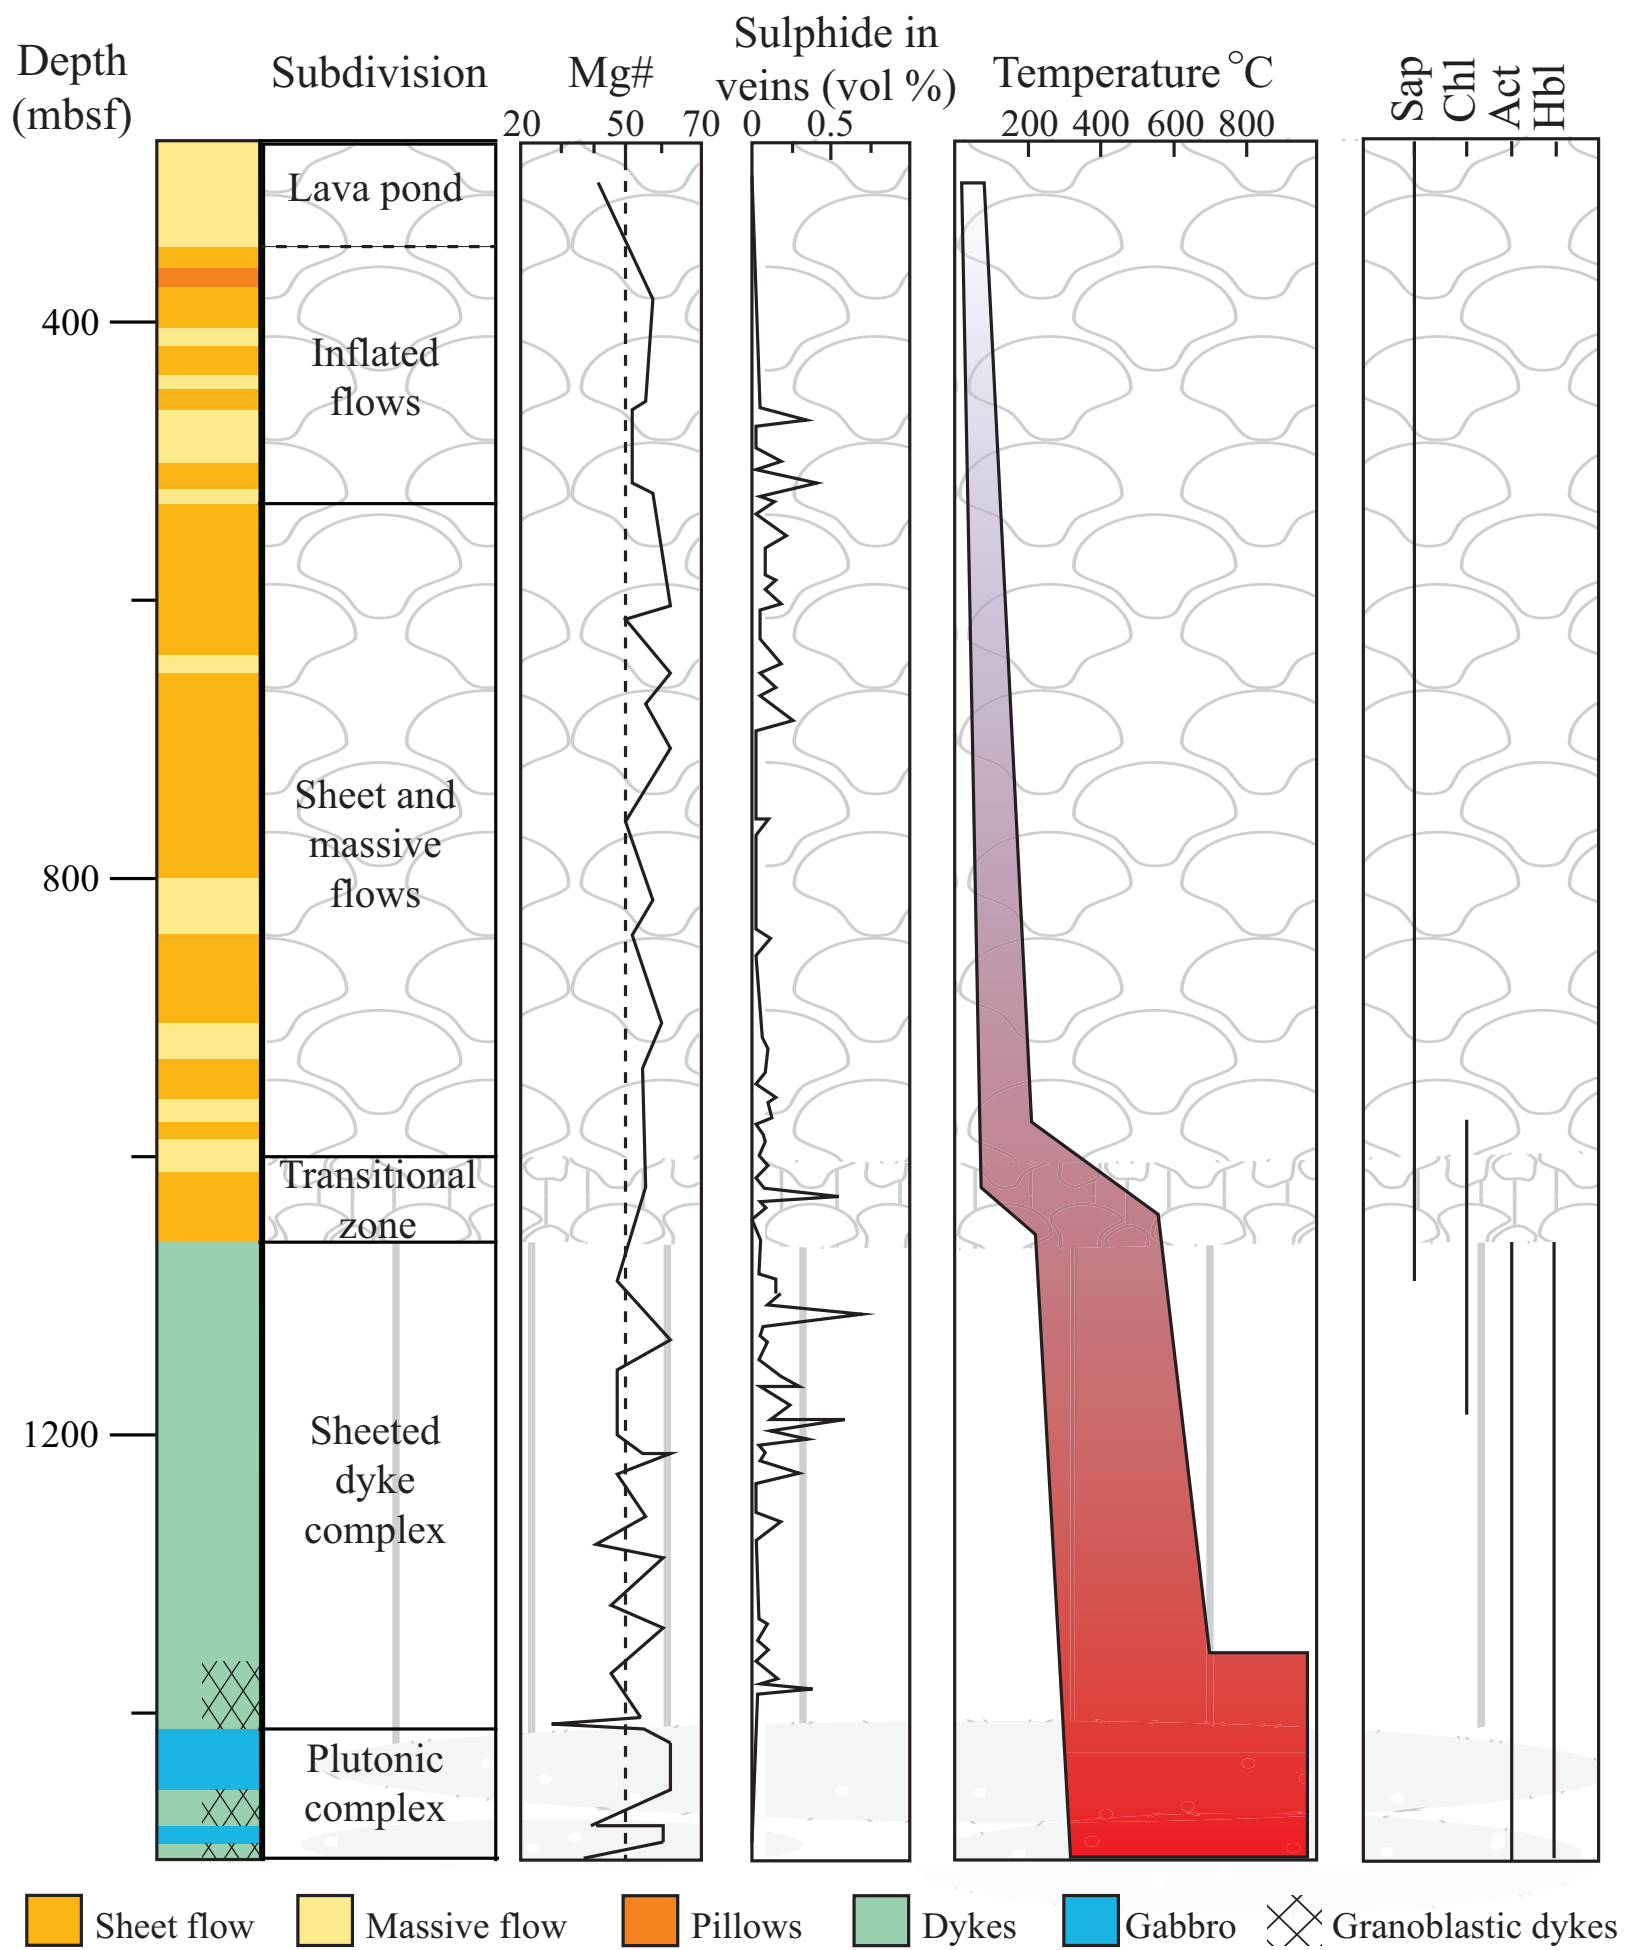 Depth
(mbsf)
Subdivision
Mg#
Sulphide in
veins (vol %)
Temperature °C
Sap
Chl
Act
Hbl
20 50 70
0 0.5
200 400 600 800
400
800
1200
Lava pond
Inflated
flows
Sheet and
massive
flows
Transitional
zone
Sheeted
dyke
complex
Plutonic
complex
Sheet flow
Massive flow
Pillows
Dykes
Gabbro
Granoblastic dykes